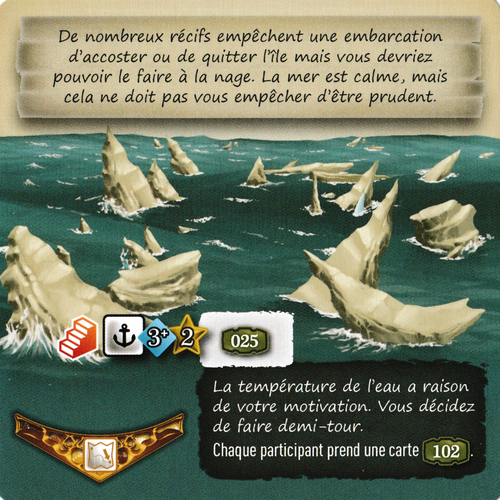 De nombreux récifs empêchent une embarcation
d'accoster ou de quitter l'île mais vous devriez
pouvoir le faire à la nage. La mer est calme, mais
cela ne doit pas vous empêcher d'être prudent.
3+ 2 025
La température de l'eau a raison
de votre motivation. Vous décidez
de faire demi-tour.
Chaque participant prend une carte 102.